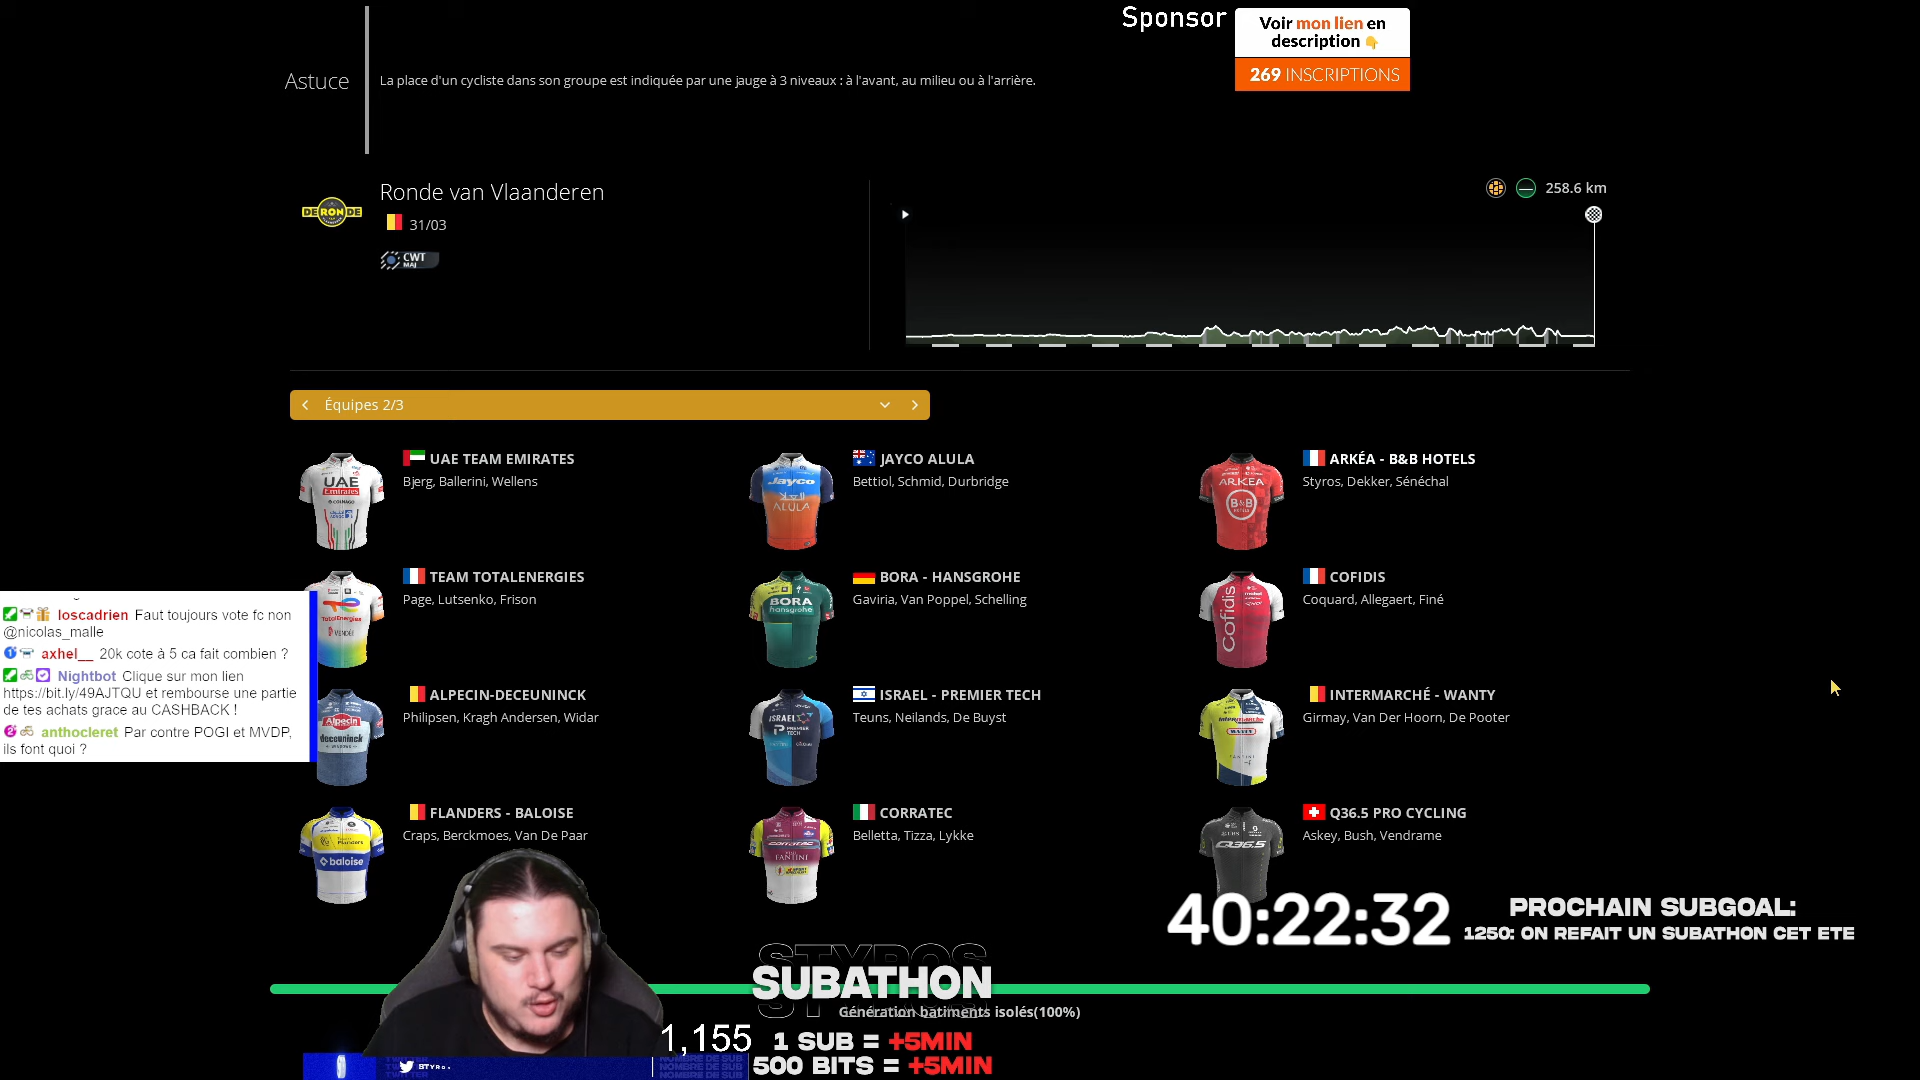 Sponsor
Voir mon lien en
description 👇
269 INSCRIPTIONS
Astuce
La place d'un cycliste dans son groupe est indiquée par une jauge à 3 niveaux : à l'avant, au milieu ou à l'arrière.
DERONDE
Ronde van Vlaanderen
31/03
CWT
MAJ
258.6 km
Équipes 2/3
UAE TEAM EMIRATES
Bjerg, Ballerini, Wellens
JAYCO ALULA
Bettiol, Schmid, Durbridge
ARKÉA - B&B HOTELS
Styros, Dekker, Sénéchal
TEAM TOTALENERGIES
Page, Lutsenko, Frison
BORA - HANSGROHE
Gaviria, Van Poppel, Schelling
COFIDIS
Coquard, Allegaert, Finé
ALPECIN-DECEUNINCK
Philipsen, Kragh Andersen, Widar
ISRAEL - PREMIER TECH
Teuns, Neilands, De Buyst
INTERMARCHÉ - WANTY
Girmay, Van Der Hoorn, De Pooter
FLANDERS - BALOISE
Craps, Berckmoes, Van De Paar
CORRATEC
Belletta, Tizza, Lykke
Q36.5 PRO CYCLING
Askey, Bush, Vendrame
loscadrien Faut toujours vote fc non
@nicolas_malle
axhel__ 20k cote à 5 ca fait combien ?
Nightbot Clique sur mon lien
https://bit.ly/49AJTQU et rembourse une partie
de tes achats grace au CASHBACK !
anthocleret Par contre POGI et MVDP,
ils font quoi ?
40:22:32
PROCHAIN SUBGOAL:
1250: ON REFAIT UN SUBATHON CET ETE
STYROS
SUBATHON
Génération batiments isolés(100%)
1,155
1 SUB = +5MIN
500 BITS = +5MIN